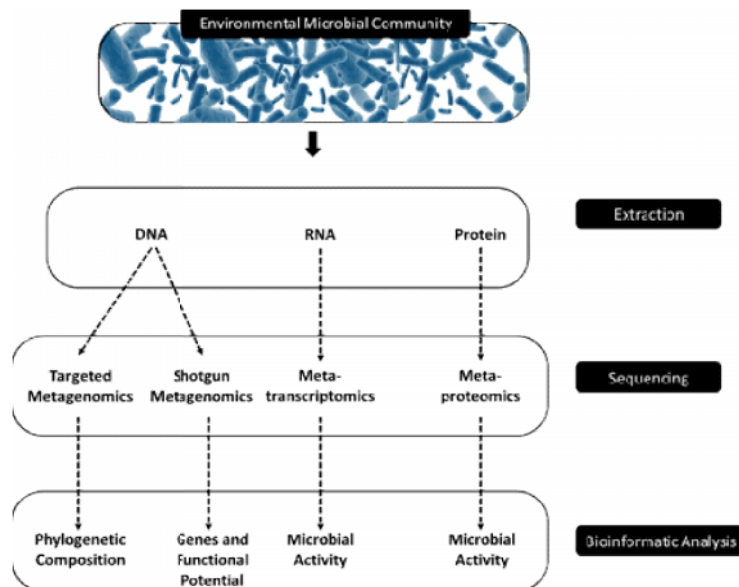 Environmental Microbial Community
Extraction
DNA RNA Protein
Targeted Shotgun Meta- Meta-
Metagenomics Metagenomics transcriptomics proteomics
Sequencing
Phylogenetic Genes and Microbial Microbial
Composition Functional Activity Activity
Potential
Bioinformatic Analysis